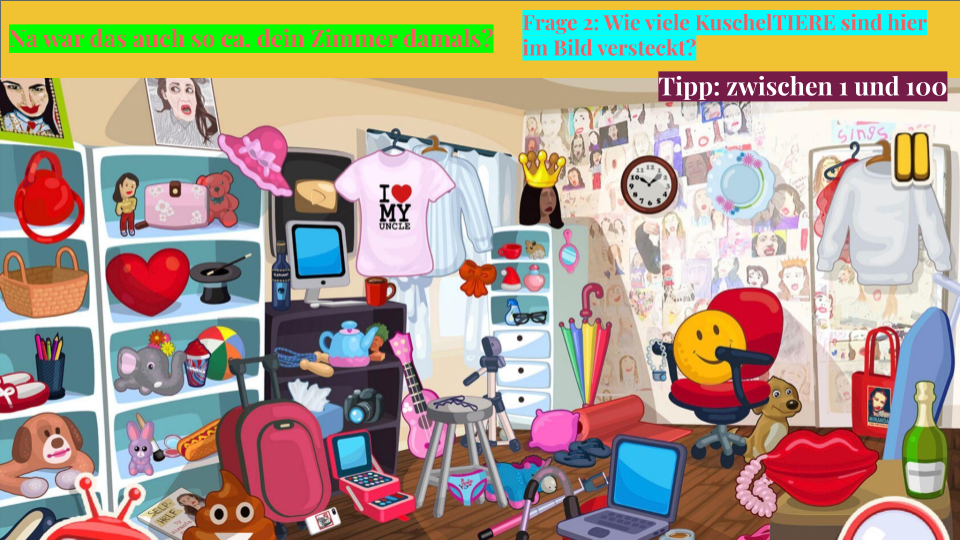 Na war das auch so ca. dein Zimmer damals?
Frage 2: Wie viele KuschelTIERE sind hier
im Bild versteckt?
Tipp: zwischen 1 und 100
SINGS
I ❤ MY
UNCLE
SELF
HELP